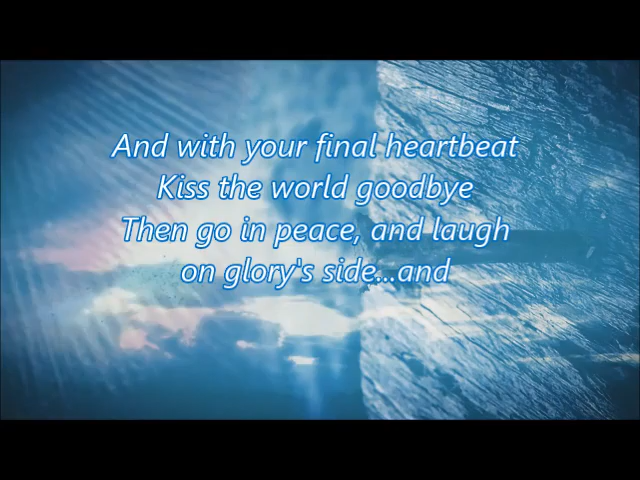 And with your final heartbeat
Kiss the world goodbye
Then go in peace, and laugh
on glory's side...and